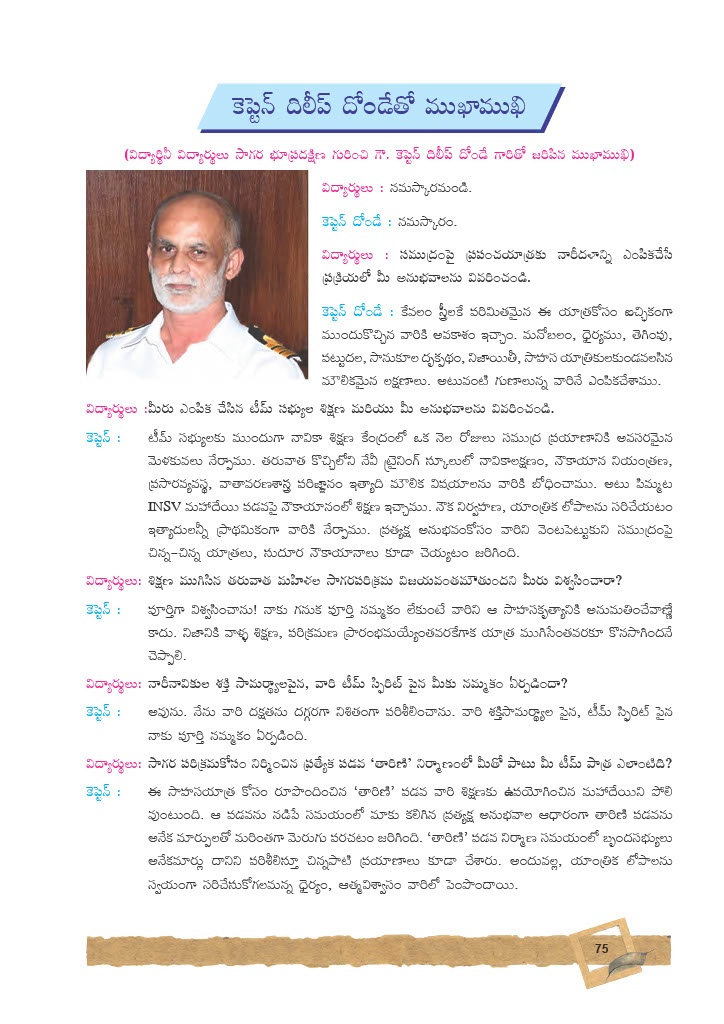 కెప్టెన్ దిలీప్ దోండేతో ముఖాముఖి
(విద్యార్థినీ విద్యార్థులు సాగర భూప్రదక్షిణ గురించి గౌ. కెప్టెన్ దిలీప్ దోండే గారితో జరిపిన ముఖాముఖి)
విద్యార్థులు : నమస్కారమండి.
కెప్టెన్ దోండే : నమస్కారం.
విద్యార్థులు : సముద్రంపై ప్రపంచయాత్రకు నారీదళాన్ని ఎంపికచేసే
ప్రక్రియలో మీ అనుభవాలను వివరించండి.
కెప్టెన్ దోండే : కేవలం స్త్రీలకే పరిమితమైన ఈ యాత్రకోసం ఐచ్ఛికంగా
ముందుకొచ్చిన వారికి అవకాశం ఇచ్చాం. మనోబలం, ధైర్యము, తెగింపు,
పట్టుదల, సానుకూల దృక్పథం, నిజాయితీ, సాహస యాత్రికులకుండవలసిన
మౌలికమైన లక్షణాలు. అటువంటి గుణాలున్న వారినే ఎంపికచేశాము.
విద్యార్థులు :మీరు ఎంపిక చేసిన టీమ్ సభ్యుల శిక్షణ మరియు మీ అనుభవాలను వివరించండి.
కెప్టెన్ : టీమ్ సభ్యులకు ముందుగా నావికా శిక్షణ కేంద్రంలో ఒక నెల రోజులు సముద్ర ప్రయాణానికి అవసరమైన
మెళకువలు నేర్పాము. తరువాత కొచ్చిలోని నేవీ ట్రైనింగ్ స్కూలులో నావికాలక్షణం, నౌకాయాన నియంత్రణ,
ప్రసారవ్యవస్థ, వాతావరణశాస్త్ర పరిజ్ఞానం ఇత్యాది మౌలిక విషయాలను వారికి బోధించాము. అటు పిమ్మట
INSV మహాదేయి పడవపై నౌకాయానంలో శిక్షణ ఇచ్చాము. నౌక నిర్వహణ, యాంత్రిక లోపాలను సరిచేయటం
ఇత్యాదులన్నీ ప్రాథమికంగా వారికి నేర్పాము. ప్రత్యక్ష అనుభవంకోసం వారిని వెంటపెట్టుకుని సముద్రంపై
చిన్న-చిన్న యాత్రలు, సుదూర నౌకాయానాలు కూడా చెయ్యటం జరిగింది.
విద్యార్థులు: శిక్షణ ముగిసిన తరువాత మహిళల సాగరపరిక్రమ విజయవంతమౌతుందని మీరు విశ్వసించారా?
కెప్టెన్ : పూర్తిగా విశ్వసించాను! నాకు గనుక పూర్తి నమ్మకం లేకుంటే వారిని ఆ సాహసకృత్యానికి అనుమతించేవాణ్ణే
కాదు. నిజానికి వాళ్ళ శిక్షణ, పరిక్రమణ ప్రారంభమయ్యేంతవరకేగాక యాత్ర ముగిసేంతవరకూ కొనసాగిందనే
చెప్పాలి.
విద్యార్థులు: నారీనావికుల శక్తి సామర్థ్యాలపైన, వారి టీమ్ స్పిరిట్ పైన మీకు నమ్మకం ఏర్పడిందా?
కెప్టెన్ : అవును. నేను వారి దక్షతను దగ్గరగా నిశితంగా పరిశీలించాను. వారి శక్తిసామర్థ్యాల పైన, టీమ్ స్పిరిట్ పైన
నాకు పూర్తి నమ్మకం ఏర్పడింది.
విద్యార్థులు: సాగర పరిక్రమకోసం నిర్మించిన ప్రత్యేక పడవ ‘తారిణి’ నిర్మాణంలో మీతో పాటు మీ టీమ్ పాత్ర ఎలాంటిది?
కెప్టెన్ : ఈ సాహసయాత్ర కోసం రూపొందించిన ‘తారిణి’ పడవ వారి శిక్షణకు ఉపయోగించిన మహాదేయిని పోలి
వుంటుంది. ఆ పడవను నడిపే సమయంలో మాకు కలిగిన ప్రత్యక్ష అనుభవాల ఆధారంగా తారిణి పడవను
అనేక మార్పులతో మరింతగా మెరుగు పరచటం జరిగింది. ‘తారిణి’ పడవ నిర్మాణ సమయంలో బృందసభ్యులు
అనేకమార్లు దానిని పరిశీలిస్తూ చిన్నపాటి ప్రయాణాలు కూడా చేశారు. అందువల్ల, యాంత్రిక లోపాలను
స్వయంగా సరిచేసుకోగలమన్న ధైర్యం, ఆత్మవిశ్వాసం వారిలో పెంపొందాయి.
75